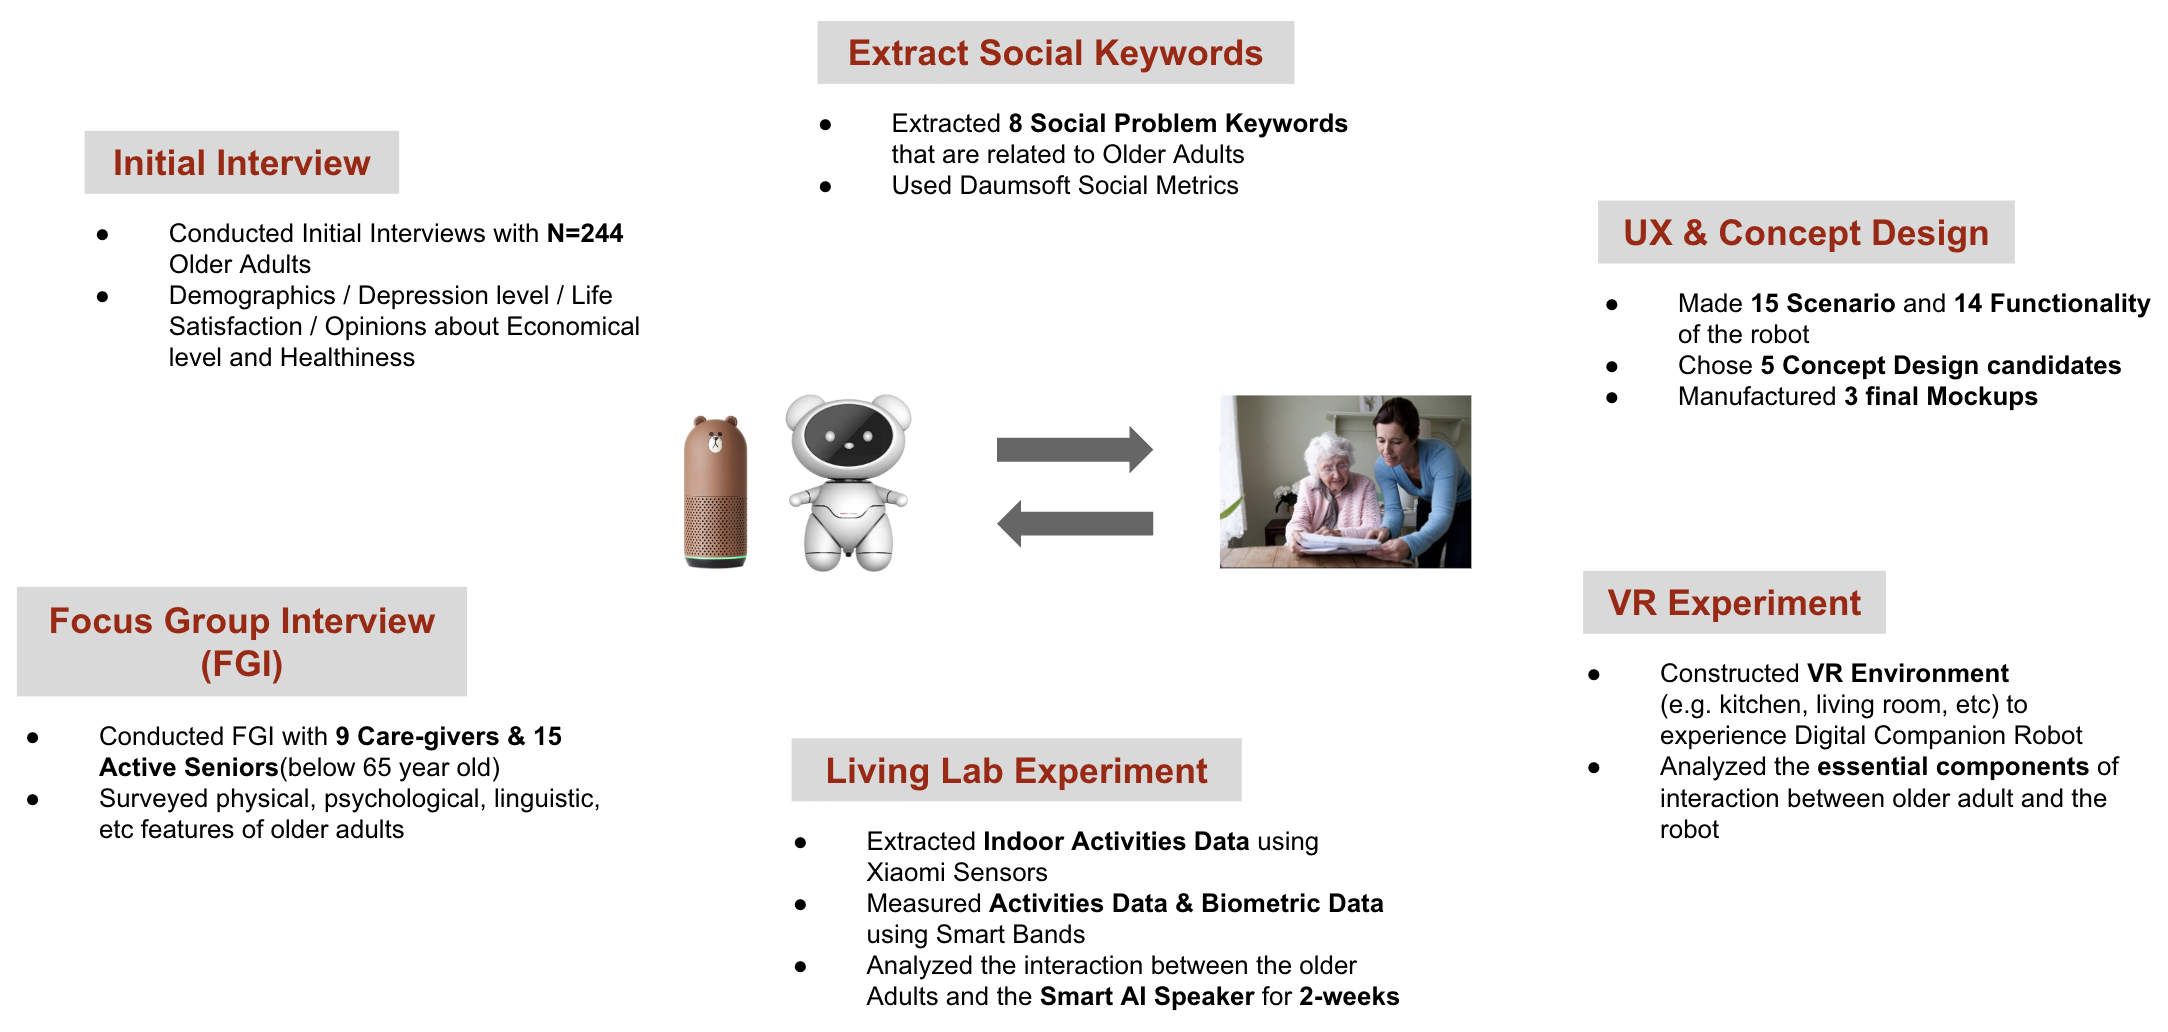 Extract Social Keywords
● Extracted 8 Social Problem Keywords
that are related to Older Adults
● Used Daumsoft Social Metrics
Initial Interview
● Conducted Initial Interviews with N=244
Older Adults
● Demographics / Depression level / Life
Satisfaction / Opinions about Economical
level and Healthiness
UX & Concept Design
● Made 15 Scenario and 14 Functionality
of the robot
● Chose 5 Concept Design candidates
● Manufactured 3 final Mockups
Focus Group Interview
(FGI)
● Conducted FGI with 9 Care-givers & 15
Active Seniors(below 65 year old)
● Surveyed physical, psychological, linguistic,
etc features of older adults
Living Lab Experiment
● Extracted Indoor Activities Data using
Xiaomi Sensors
● Measured Activities Data & Biometric Data
using Smart Bands
● Analyzed the interaction between the older
Adults and the Smart AI Speaker for 2-weeks
VR Experiment
● Constructed VR Environment
(e.g. kitchen, living room, etc) to
experience Digital Companion Robot
● Analyzed the essential components of
interaction between older adult and the
robot